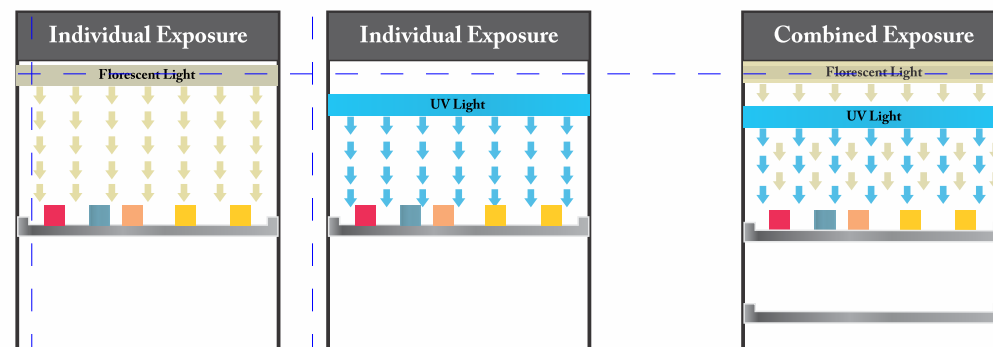 Individual Exposure
Florescent Light
Individual Exposure
UV Light
Combined Exposure
Florescent Light
UV Light